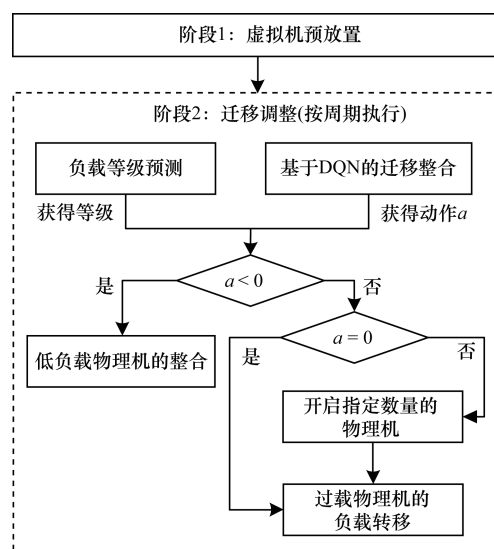 阶段1：虚拟机预放置
阶段2：迁移调整(按周期执行)
负载等级预测
基于DQN的迁移整合
获得等级
获得动作a
a < 0
是
否
a = 0
低负载物理机的整合
是
否
开启指定数量的
物理机
过载物理机的
负载转移